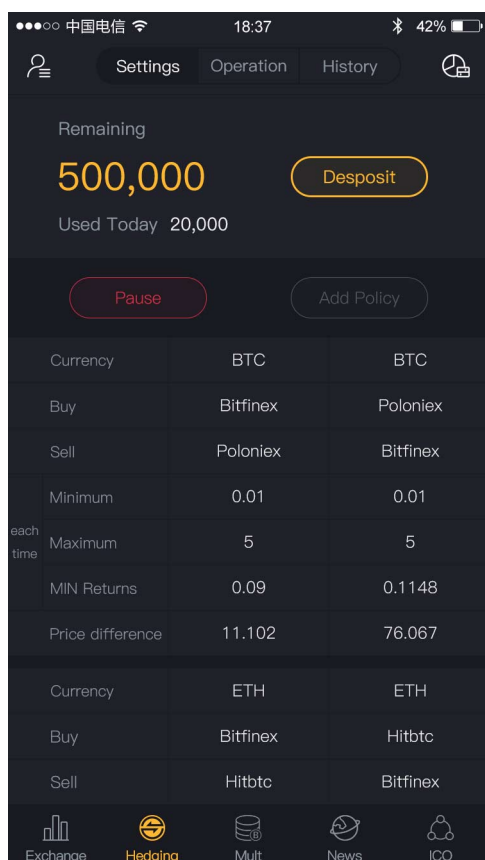 中国电信 18:37 42%
Settings Operation History
Remaining
500,000 Desposit
Used Today 20,000
Pause Add Policy
Currency BTC BTC
Buy Bitfinex Poloniex
Sell Poloniex Bitfinex
Minimum 0.01 0.01
each time
Maximum 5 5
MIN Returns 0.09 0.1148
Price difference 11.102 76.067
Currency ETH ETH
Buy Bitfinex Hitbtc
Sell Hitbtc Bitfinex
Exchange Hedging Mult News ICO